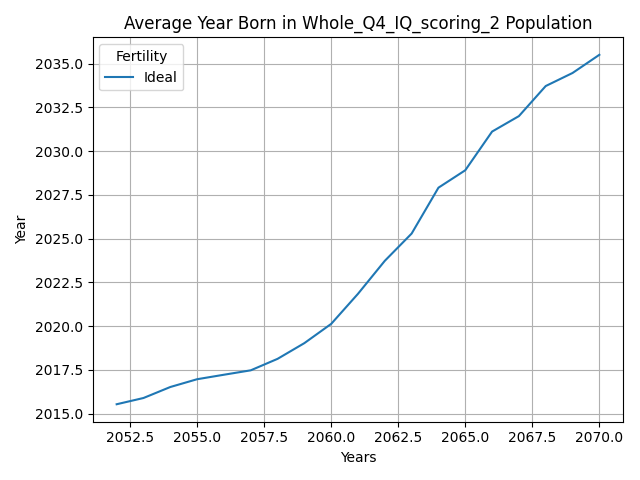 Average Year Born in Whole_Q4_IQ_scoring_2 Population
Fertility
Ideal
Year
2035.0
2032.5
2030.0
2027.5
2025.0
2022.5
2020.0
2017.5
2015.0
2052.5 2055.0 2057.5 2060.0 2062.5 2065.0 2067.5 2070.0
Years